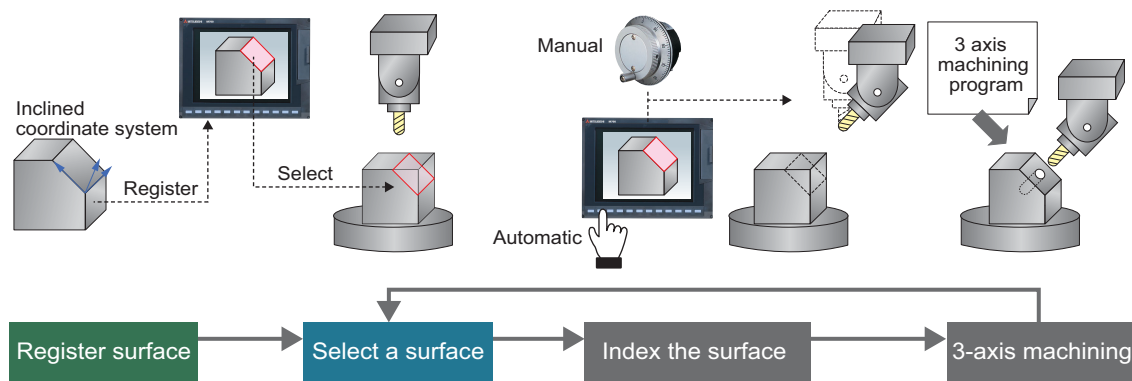 MITSUBISHI
Inclined
coordinate system
Register
Select
Manual
Automatic
3 axis
machining
program
Register surface
Select a surface
Index the surface
3-axis machining